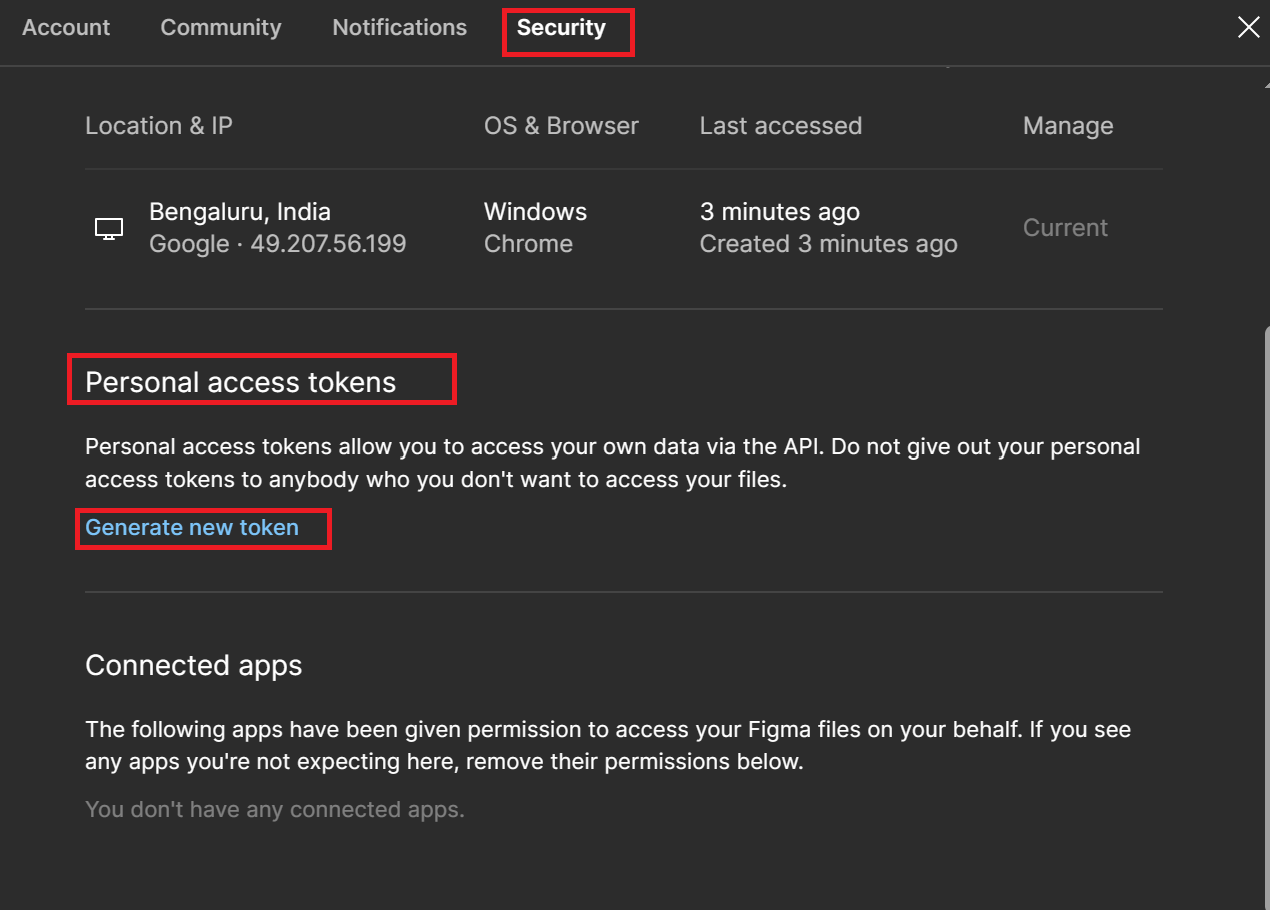 Account Community Notifications Security
Location & IP OS & Browser Last accessed Manage
Bengaluru, India Windows 3 minutes ago
Google · 49.207.56.199 Chrome Created 3 minutes ago Current
Personal access tokens
Personal access tokens allow you to access your own data via the API. Do not give out your personal
access tokens to anybody who you don't want to access your files.
Generate new token
Connected apps
The following apps have been given permission to access your Figma files on your behalf. If you see
any apps you're not expecting here, remove their permissions below.
You don't have any connected apps.